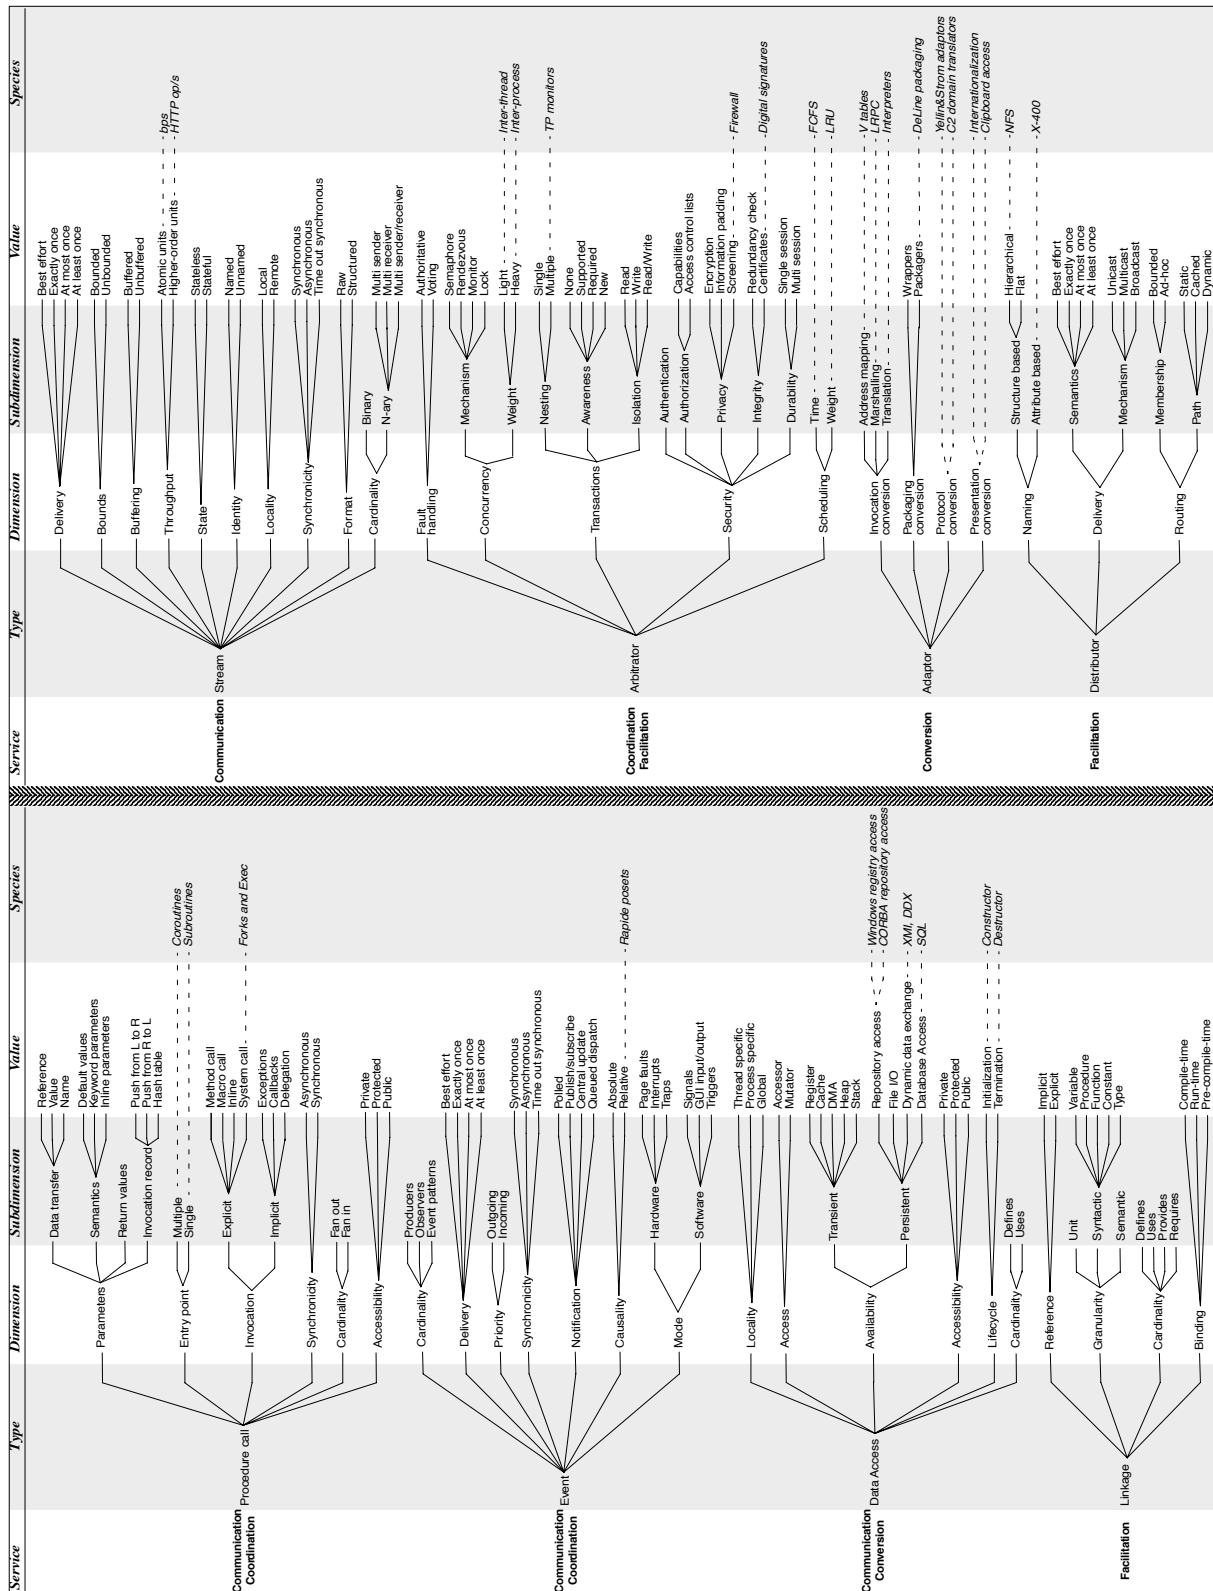 Service Type Dimension Subdimension Value Species
Communication
Coordination
Procedure call
Parameters
Data transfer
Reference
Value
Name
Semantics
Default values
Keyword parameters
Inline parameters
Return values
Invocation record
Push from L to R
Push from R to L
Hash table
Entry point
Multiple
Coroutines
Single
Subroutines
Invocation
Explicit
Method call
Macro call
Inline
System call
Forks and Exec
Implicit
Exceptions
Callbacks
Delegation
Synchronicity
Asynchronous
Synchronous
Cardinality
Fan out
Fan in
Accessibility
Private
Protected
Public
Communication
Coordination
Event
Cardinality
Producers
Observers
Event patterns
Delivery
Best effort
Exactly once
At most once
At least once
Priority
Outgoing
Incoming
Synchronicity
Synchronous
Asynchronous
Time out synchronous
Notification
Polled
Publish/subscribe
Central update
Queued dispatch
Causality
Absolute
Relative
Rapide posets
Mode
Hardware
Page faults
Interrupts
Traps
Software
Signals
GUI input/output
Triggers
Communication
Conversion
Data Access
Locality
Thread specific
Process specific
Global
Access
Accessor
Mutator
Availability
Transient
Register
Cache
DMA
Heap
Stack
Persistent
Repository access
Windows registry access
CORBA repository access
File I/O
Dynamic data exchange
XMI, DDX
Database Access
SQL
Accessibility
Private
Protected
Public
Lifecycle
Initialization
Constructor
Termination
Destructor
Cardinality
Defines
Uses
Facilitation
Linkage
Reference
Implicit
Explicit
Granularity
Unit
Syntactic
Variable
Procedure
Function
Constant
Type
Semantic
Cardinality
Defines
Uses
Provides
Requires
Binding
Compile-time
Run-time
Pre-compile-time
Service Type Dimension Subdimension Value Species
Communication
Stream
Delivery
Best effort
Exactly once
At most once
At least once
Bounds
Bounded
Unbounded
Buffering
Buffered
Unbuffered
Throughput
Atomic units
bps
Higher-order units
HTTP op/s
State
Stateless
Stateful
Identity
Named
Unnamed
Locality
Local
Remote
Synchronicity
Synchronous
Asynchronous
Time out synchronous
Format
Raw
Structured
Cardinality
Binary
N-ary
Multi sender
Multi receiver
Multi sender/receiver
Coordination
Facilitation
Arbitrator
Fault
handling
Authoritative
Voting
Concurrency
Mechanism
Semaphore
Rendezvous
Monitor
Lock
Weight
Light
Inter-thread
Heavy
Inter-process
Transactions
Nesting
Single
Multiple
TP monitors
Awareness
None
Supported
Required
New
Isolation
Read
Write
Read/Write
Security
Authentication
Authorization
Capabilities
Access control lists
Privacy
Encryption
Information padding
Screening
Firewall
Integrity
Redundancy check
Certificates
Digital signatures
Durability
Single session
Multi session
Scheduling
Time
FCFS
Weight
LRU
Conversion
Adaptor
Invocation
conversion
Address mapping
V tables
Marshalling
LRPC
Translation
Interpreters
Packaging
conversion
Wrappers
Packagers
DeLine packaging
Protocol
conversion
Yellin&Strom adaptors
C2 domain translators
Presentation
conversion
Internationalization
Clipboard access
Facilitation
Distributor
Naming
Structure based
Hierarchical
NFS
Flat
Attribute based
X-400
Delivery
Semantics
Best effort
Exactly once
At most once
At least once
Mechanism
Unicast
Multicast
Broadcast
Routing
Membership
Bounded
Ad-hoc
Path
Static
Cached
Dynamic